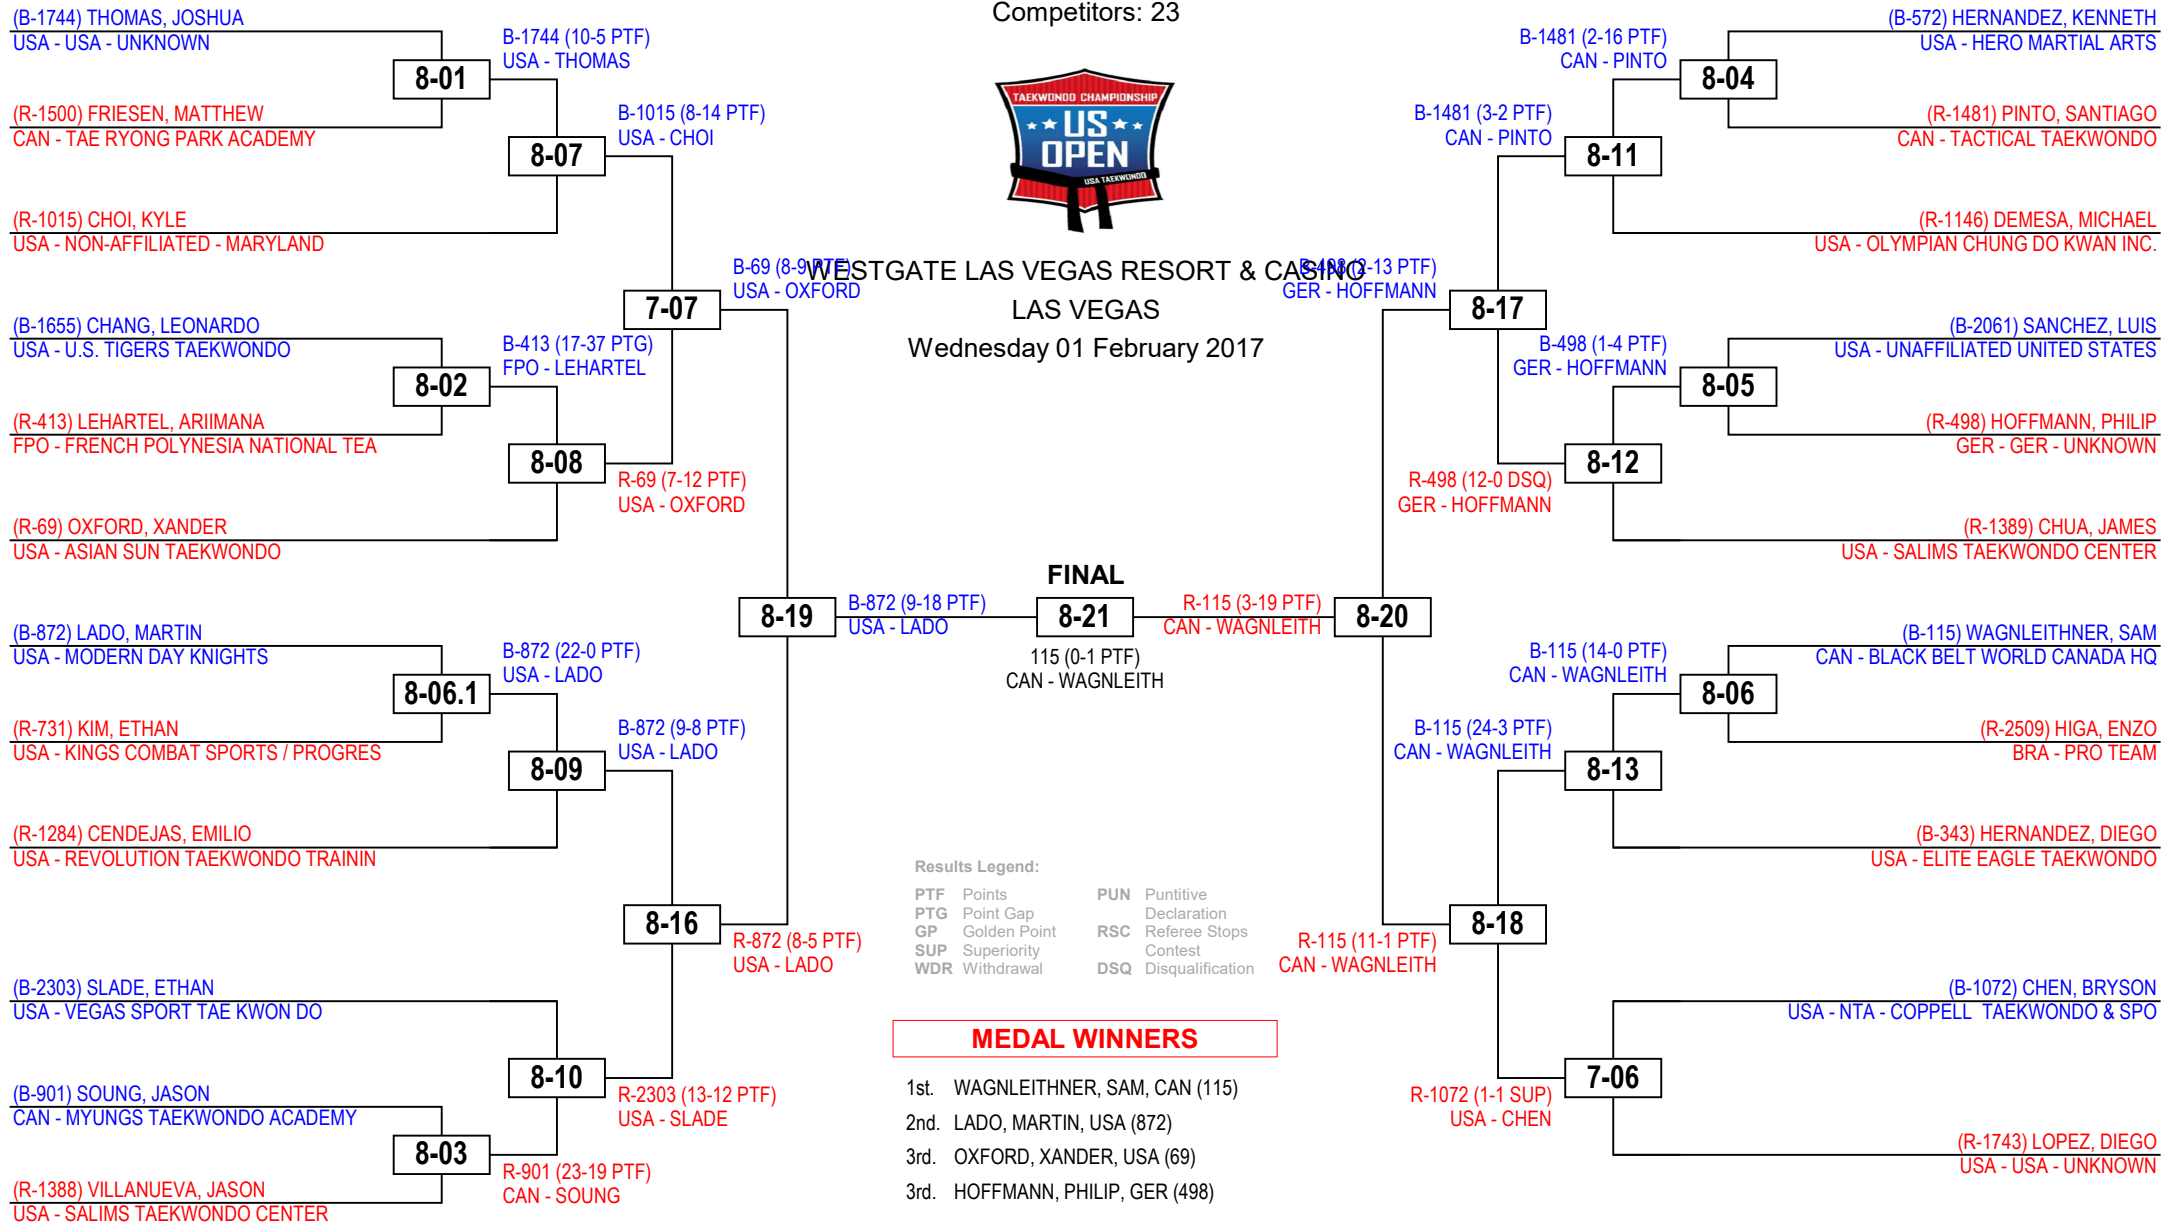 Competitors: 23
TAEKWONDO CHAMPIONSHIP
US
OPEN
USA TAEKWONDO
WESTGATE LAS VEGAS RESORT & CASINO
LAS VEGAS
Wednesday 01 February 2017
(B-1744) THOMAS, JOSHUA
USA - USA - UNKNOWN
8-01
B-1744 (10-5 PTF)
USA - THOMAS
(R-1500) FRIESEN, MATTHEW
CAN - TAE RYONG PARK ACADEMY
8-07
B-1015 (8-14 PTF)
USA - CHOI
(R-1015) CHOI, KYLE
USA - NON-AFFILIATED - MARYLAND
7-07
B-69 (8-9 PTF)
USA - OXFORD
(B-1655) CHANG, LEONARDO
USA - U.S. TIGERS TAEKWONDO
8-02
B-413 (17-37 PTG)
FPO - LEHARTEL
(R-413) LEHARTEL, ARIIMANA
FPO - FRENCH POLYNESIA NATIONAL TEA
8-08
R-69 (7-12 PTF)
USA - OXFORD
(R-69) OXFORD, XANDER
USA - ASIAN SUN TAEKWONDO
8-19
B-872 (9-18 PTF)
USA - LADO
(B-872) LADO, MARTIN
USA - MODERN DAY KNIGHTS
8-06.1
B-872 (22-0 PTF)
USA - LADO
(R-731) KIM, ETHAN
USA - KINGS COMBAT SPORTS / PROGRES
8-09
B-872 (9-8 PTF)
USA - LADO
(R-1284) CENDEJAS, EMILIO
USA - REVOLUTION TAEKWONDO TRAININ
8-16
R-872 (8-5 PTF)
USA - LADO
(B-2303) SLADE, ETHAN
USA - VEGAS SPORT TAE KWON DO
8-10
R-2303 (13-12 PTF)
USA - SLADE
(B-901) SOUNG, JASON
CAN - MYUNGS TAEKWONDO ACADEMY
8-03
R-901 (23-19 PTF)
CAN - SOUNG
(R-1388) VILLANUEVA, JASON
USA - SALIMS TAEKWONDO CENTER
FINAL
8-21
115 (0-1 PTF)
CAN - WAGNLEITH
(B-572) HERNANDEZ, KENNETH
USA - HERO MARTIAL ARTS
B-1481 (2-16 PTF)
CAN - PINTO
8-04
(R-1481) PINTO, SANTIAGO
CAN - TACTICAL TAEKWONDO
B-1481 (3-2 PTF)
CAN - PINTO
8-11
(R-1146) DEMESA, MICHAEL
USA - OLYMPIAN CHUNG DO KWAN INC.
B-498 (2-13 PTF)
GER - HOFFMANN
8-17
(B-2061) SANCHEZ, LUIS
USA - UNAFFILIATED UNITED STATES
B-498 (1-4 PTF)
GER - HOFFMANN
8-05
(R-498) HOFFMANN, PHILIP
GER - GER - UNKNOWN
8-12
R-498 (12-0 DSQ)
GER - HOFFMANN
(R-1389) CHUA, JAMES
USA - SALIMS TAEKWONDO CENTER
R-115 (3-19 PTF)
CAN - WAGNLEITH
8-20
(B-115) WAGNLEITHNER, SAM
CAN - BLACK BELT WORLD CANADA HQ
B-115 (14-0 PTF)
CAN - WAGNLEITH
8-06
(R-2509) HIGA, ENZO
BRA - PRO TEAM
B-115 (24-3 PTF)
CAN - WAGNLEITH
8-13
(B-343) HERNANDEZ, DIEGO
USA - ELITE EAGLE TAEKWONDO
8-18
R-115 (11-1 PTF)
CAN - WAGNLEITH
(B-1072) CHEN, BRYSON
USA - NTA - COPPELL TAEKWONDO & SPO
7-06
R-1072 (1-1 SUP)
USA - CHEN
(R-1743) LOPEZ, DIEGO
USA - USA - UNKNOWN
Results Legend:
PTF Points
PTG Point Gap
GP Golden Point
SUP Superiority
WDR Withdrawal
PUN Puntitive
Declaration
RSC Referee Stops
Contest
DSQ Disqualification
MEDAL WINNERS
1st. WAGNLEITHNER, SAM, CAN (115)
2nd. LADO, MARTIN, USA (872)
3rd. OXFORD, XANDER, USA (69)
3rd. HOFFMANN, PHILIP, GER (498)